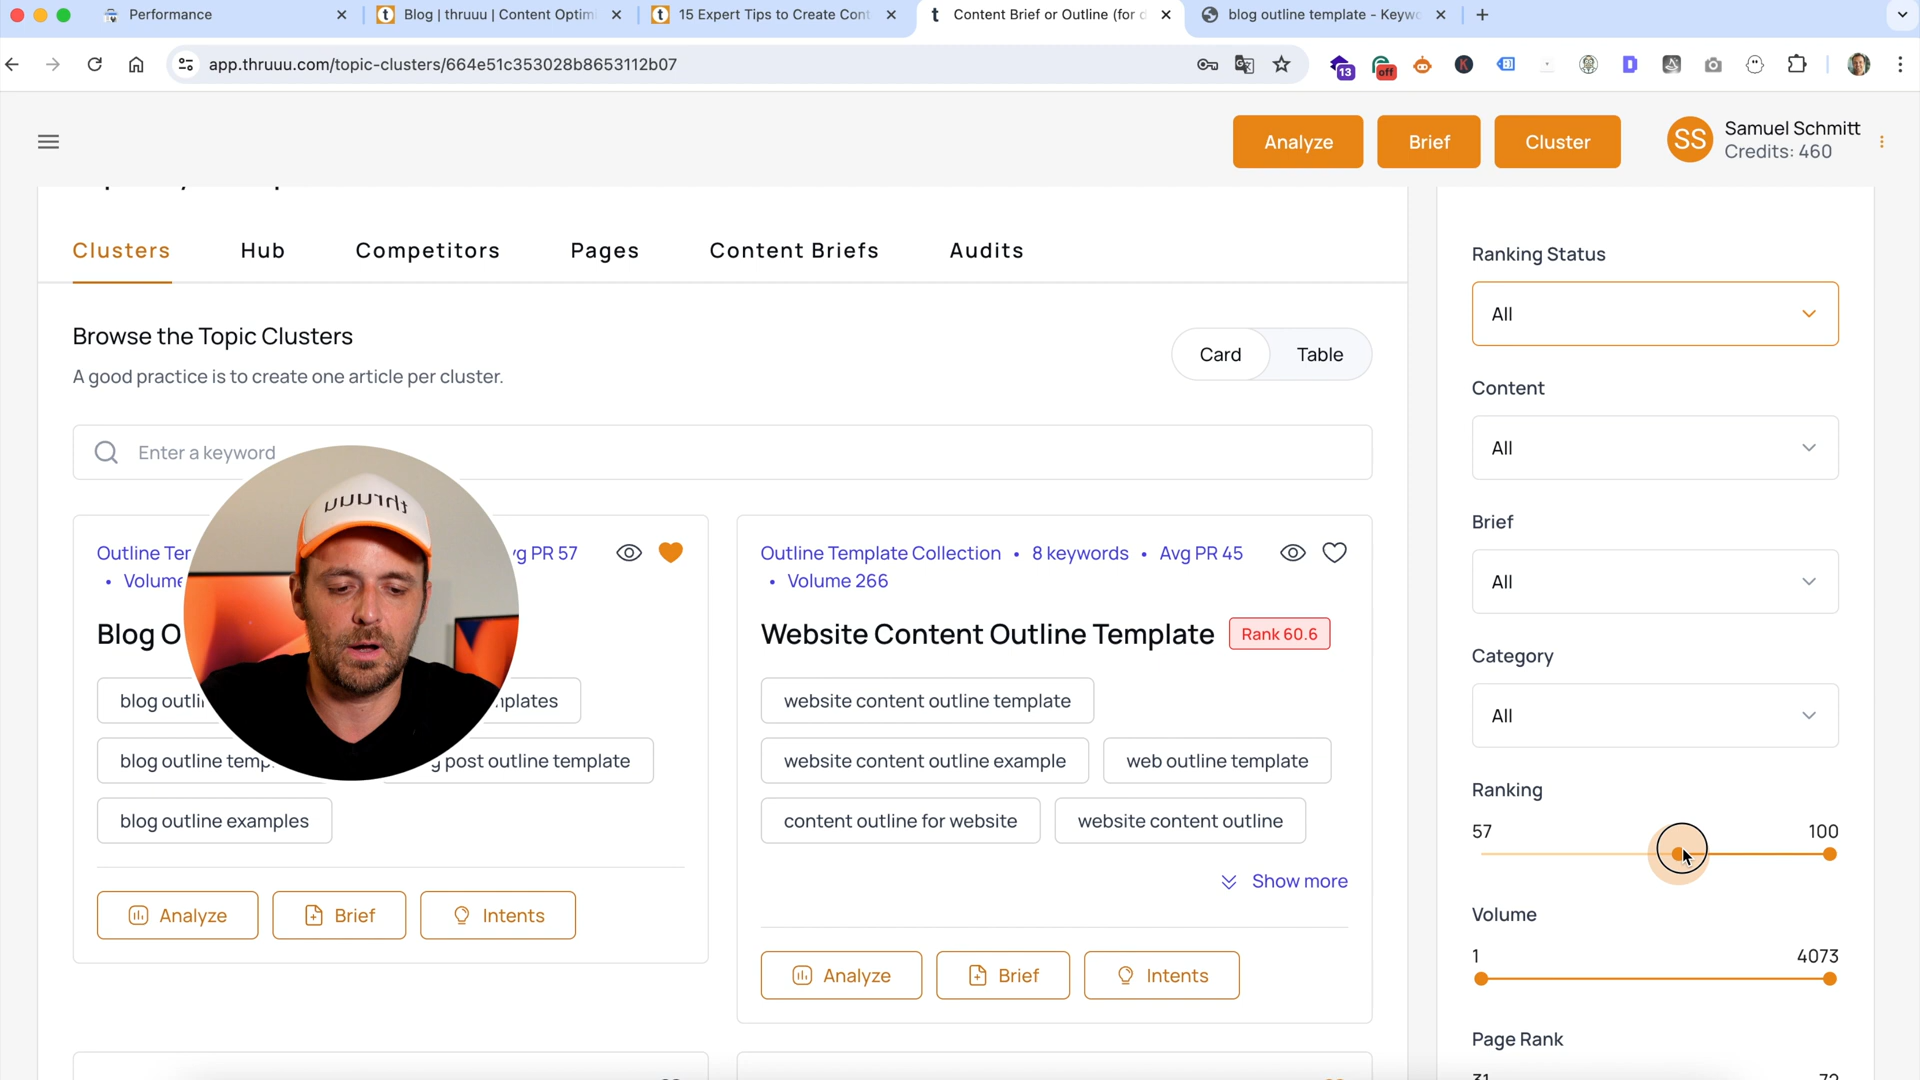 Performance
Blog | thruuu | Content Optim
15 Expert Tips to Create Cont
Content Brief or Outline (for d
blog outline template - Keywo
app.thruuu.com/topic-clusters/664e51c353028b8653112b07
13
off
K
D
Analyze
Brief
Cluster
SS
Samuel Schmitt
Credits: 460
Clusters
Hub
Competitors
Pages
Content Briefs
Audits
Browse the Topic Clusters
A good practice is to create one article per cluster.
Card
Table
Enter a keyword
thruuu
Outline Ter
vg PR 57
• Volume
Blog O
blog outli
nplates
blog outline temp
g post outline template
blog outline examples
Analyze
Brief
Intents
Outline Template Collection • 8 keywords • Avg PR 45
• Volume 266
Website Content Outline Template
Rank 60.6
website content outline template
website content outline example
web outline template
content outline for website
website content outline
Show more
Analyze
Brief
Intents
Ranking Status
All
Content
All
Brief
All
Category
All
Ranking
57
100
Volume
1
4073
Page Rank
31
72